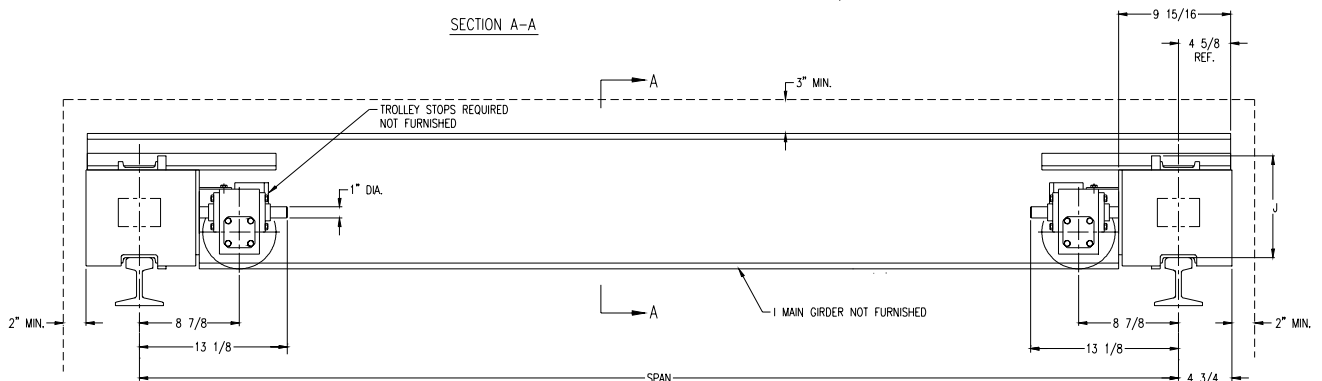 SECTION A-A
9 15/16
4 5/8
REF.
A
3" MIN.
TROLLEY STOPS REQUIRED
NOT FURNISHED
1" DIA.
J
A
I MAIN GIRDER NOT FURNISHED
2" MIN.
8 7/8
8 7/8
2" MIN.
13 1/8
13 1/8
SPAN
4 3/4